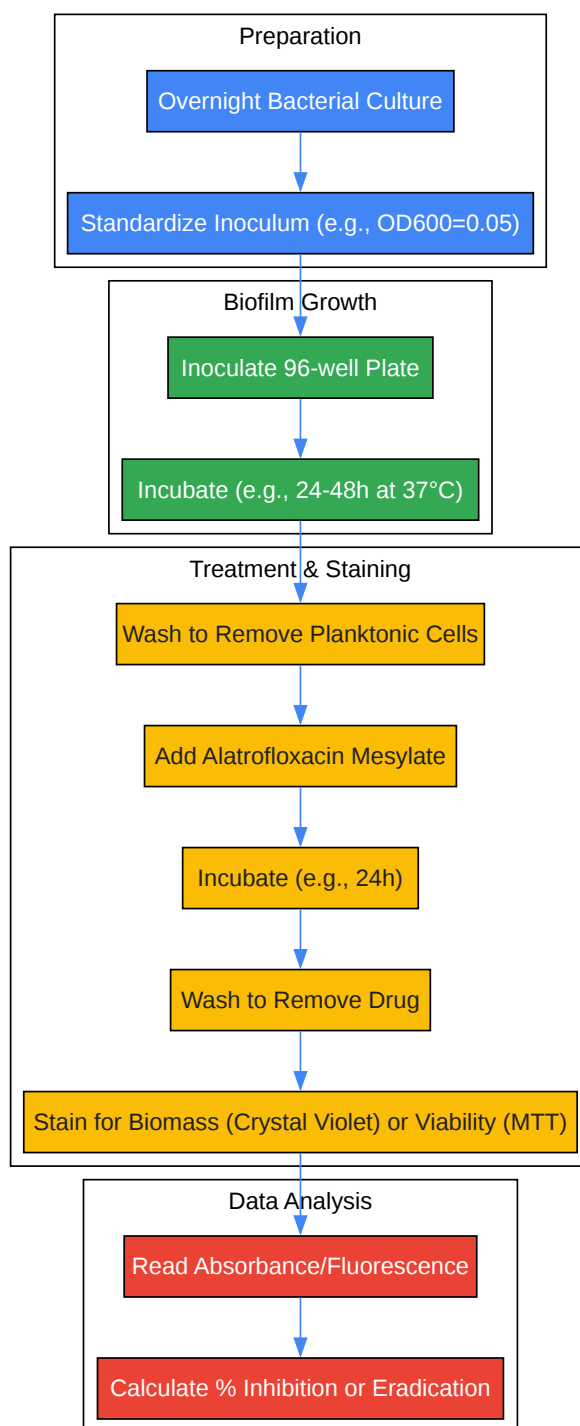 Preparation
Overnight Bacterial Culture
Standardize Inoculum (e.g., OD600=0.05)
Biofilm Growth
Inoculate 96-well Plate
Incubate (e.g., 24-48h at 37°C)
Treatment & Staining
Wash to Remove Planktonic Cells
Add Alatrofloxacin Mesylate
Incubate (e.g., 24h)
Wash to Remove Drug
Stain for Biomass (Crystal Violet) or Viability (MTT)
Data Analysis
Read Absorbance/Fluorescence
Calculate % Inhibition or Eradication